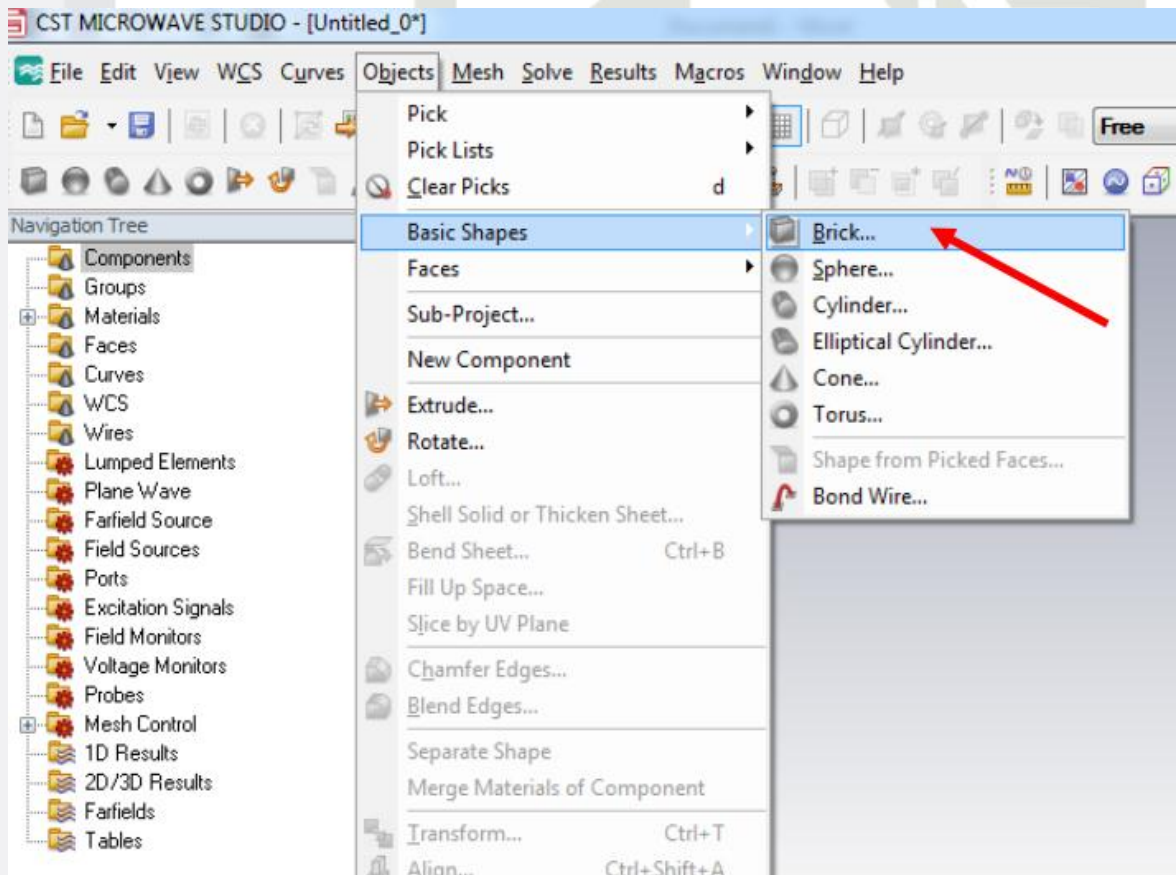 CST MICROWAVE STUDIO - [Untitled_0*]
File Edit View WCS Curves Objects Mesh Solve Results Macros Window Help
Free
Navigation Tree
Components
Groups
Materials
Faces
Curves
WCS
Wires
Lumped Elements
Plane Wave
Farfield Source
Field Sources
Ports
Excitation Signals
Field Monitors
Voltage Monitors
Probes
Mesh Control
1D Results
2D/3D Results
Farfields
Tables
Pick
Pick Lists
Clear Picks d
Basic Shapes
Faces
Sub-Project...
New Component
Extrude...
Rotate...
Loft...
Shell Solid or Thicken Sheet...
Bend Sheet... Ctrl+B
Fill Up Space...
Slice by UV Plane
Chamfer Edges...
Blend Edges...
Separate Shape
Merge Materials of Component
Transform... Ctrl+T
Align... Ctrl+Shift+A
Brick...
Sphere...
Cylinder...
Elliptical Cylinder...
Cone...
Torus...
Shape from Picked Faces...
Bond Wire...